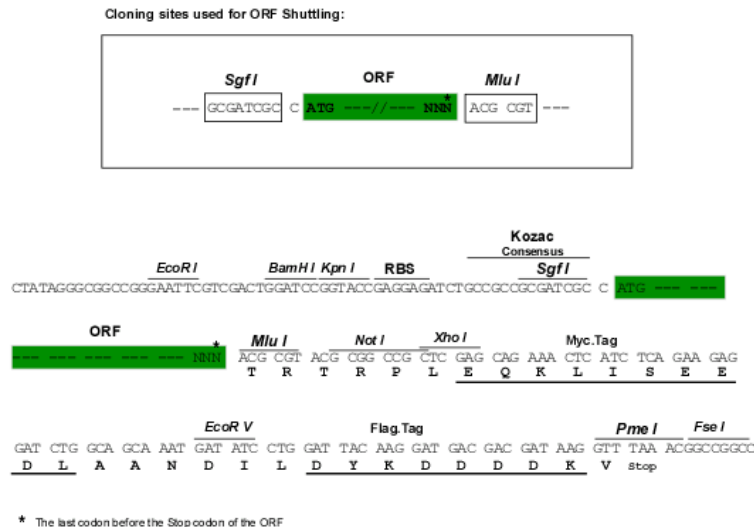 Cloning sites used for ORF Shuttling:
Sgf I ORF Mlu I
--- GCGATCGC C ATG ---//--- NNN* ACG CGT ---
Kozac
Consensus
EcoR I BamH I Kpn I RBS Sgf I
CTATAGGGCGGCCGGGAATTCGTCGACTGGATCCGGTACCGAGGAGATCTGCCGCCGCGATCGC C ATG --- ---
ORF Mlu I Not I Xho I Myc.Tag
--- --- --- --- --- NNN* ACG CGT ACG CGG CCG CTC GAG CAG AAA CTC ATC TCA GAA GAG
T R T R P L E Q K L I S E E
EcoR V Flag.Tag Pme I Fse I
GAT CTG GCA GCA AAT GAT ATC CTG GAT TAC AAG GAT GAC GAC GAT AAG GTT TAA ACGGCCGGCC
D L A A N D I L D Y K D D D D K V Stop
* The last codon before the Stop codon of the ORF